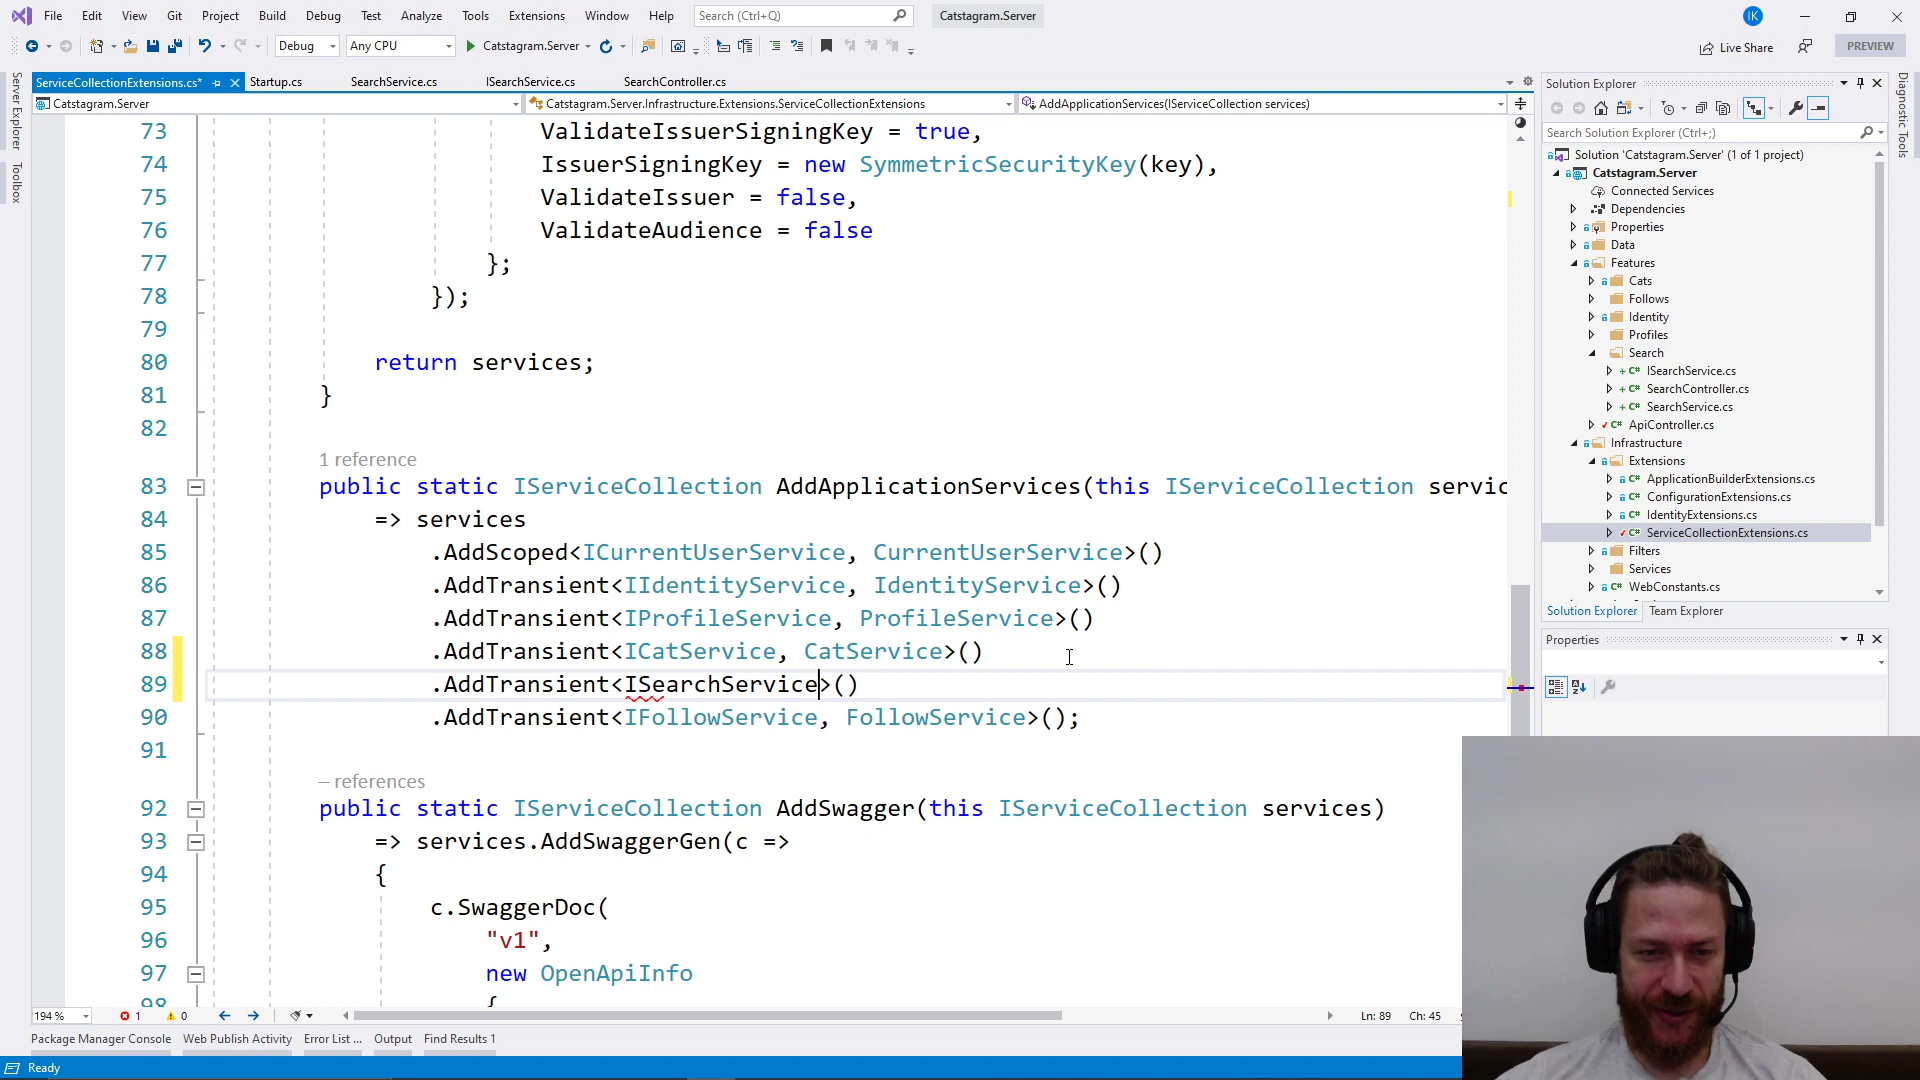 File Edit View Git Project Build Debug Test Analyze Tools Extensions Window Help Search (Ctrl+Q) Catstagram.Server IK
Debug Any CPU Catstagram.Server Live Share PREVIEW
ServiceCollectionExtensions.cs* Startup.cs SearchService.cs ISearchService.cs SearchController.cs
Catstagram.Server Catstagram.Server.Infrastructure.Extensions.ServiceCollectionExtensions AddApplicationServices(IServiceCollection services)
Server Explorer
Toolbox
73 ValidateIssuerSigningKey = true,
74 IssuerSigningKey = new SymmetricSecurityKey(key),
75 ValidateIssuer = false,
76 ValidateAudience = false
77 };
78 });
79
80 return services;
81 }
82
1 reference
83 public static IServiceCollection AddApplicationServices(this IServiceCollection servic
84 => services
85 .AddScoped<ICurrentUserService, CurrentUserService>()
86 .AddTransient<IIdentityService, IdentityService>()
87 .AddTransient<IProfileService, ProfileService>()
88 .AddTransient<ICatService, CatService>()
89 .AddTransient<ISearchService>()
90 .AddTransient<IFollowService, FollowService>();
91
– references
92 public static IServiceCollection AddSwagger(this IServiceCollection services)
93 => services.AddSwaggerGen(c =>
94 {
95 c.SwaggerDoc(
96 "v1",
97 new OpenApiInfo
98 {
194 % 1 0 Ln: 89 Ch: 45
Package Manager Console Web Publish Activity Error List ... Output Find Results 1
Ready
Solution Explorer
Search Solution Explorer (Ctrl+;)
Solution 'Catstagram.Server' (1 of 1 project)
Catstagram.Server
Connected Services
Dependencies
Properties
Data
Features
Cats
Follows
Identity
Profiles
Search
ISearchService.cs
SearchController.cs
SearchService.cs
ApiController.cs
Infrastructure
Extensions
ApplicationBuilderExtensions.cs
ConfigurationExtensions.cs
IdentityExtensions.cs
ServiceCollectionExtensions.cs
Filters
Services
WebConstants.cs
Solution Explorer Team Explorer
Properties
Diagnostic Tools